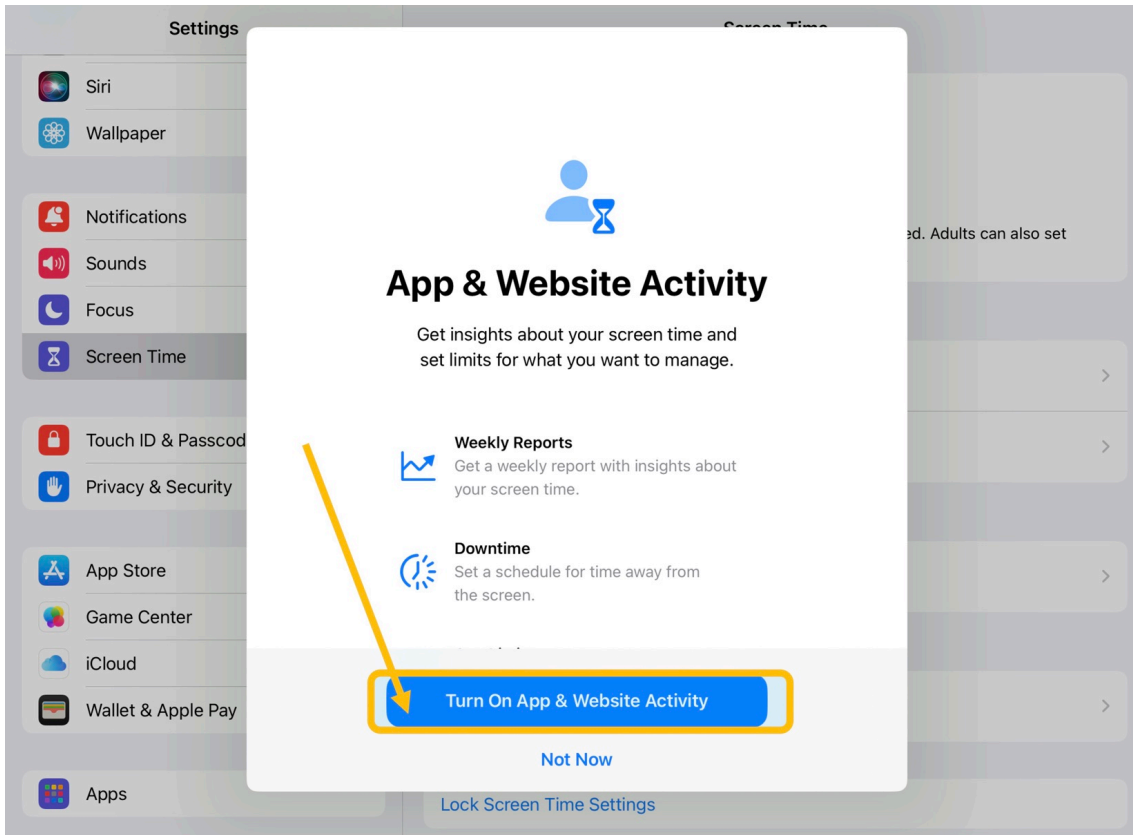 Settings
Siri
Wallpaper
Notifications
Sounds
Focus
Screen Time
Touch ID & Passcod
Privacy & Security
App Store
Game Center
iCloud
Wallet & Apple Pay
Apps
Screen Time
ed. Adults can also set
Lock Screen Time Settings
App & Website Activity
Get insights about your screen time and
set limits for what you want to manage.
Weekly Reports
Get a weekly report with insights about
your screen time.
Downtime
Set a schedule for time away from
the screen.
Turn On App & Website Activity
Not Now